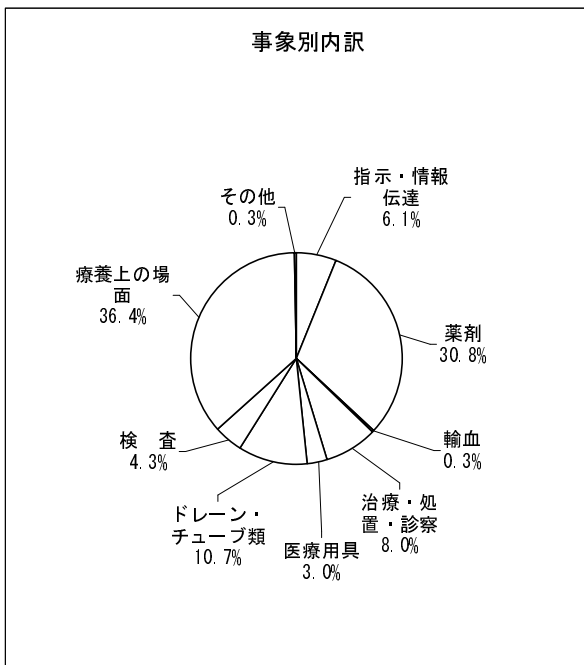 事象別内訳
指示・情報
伝達
6.1%
薬剤
30.8%
輸血
0.3%
治療・処
置・診察
8.0%
医療用具
3.0%
ドレーン・
チューブ類
10.7%
検　査
4.3%
療養上の場
面
36.4%
その他
0.3%